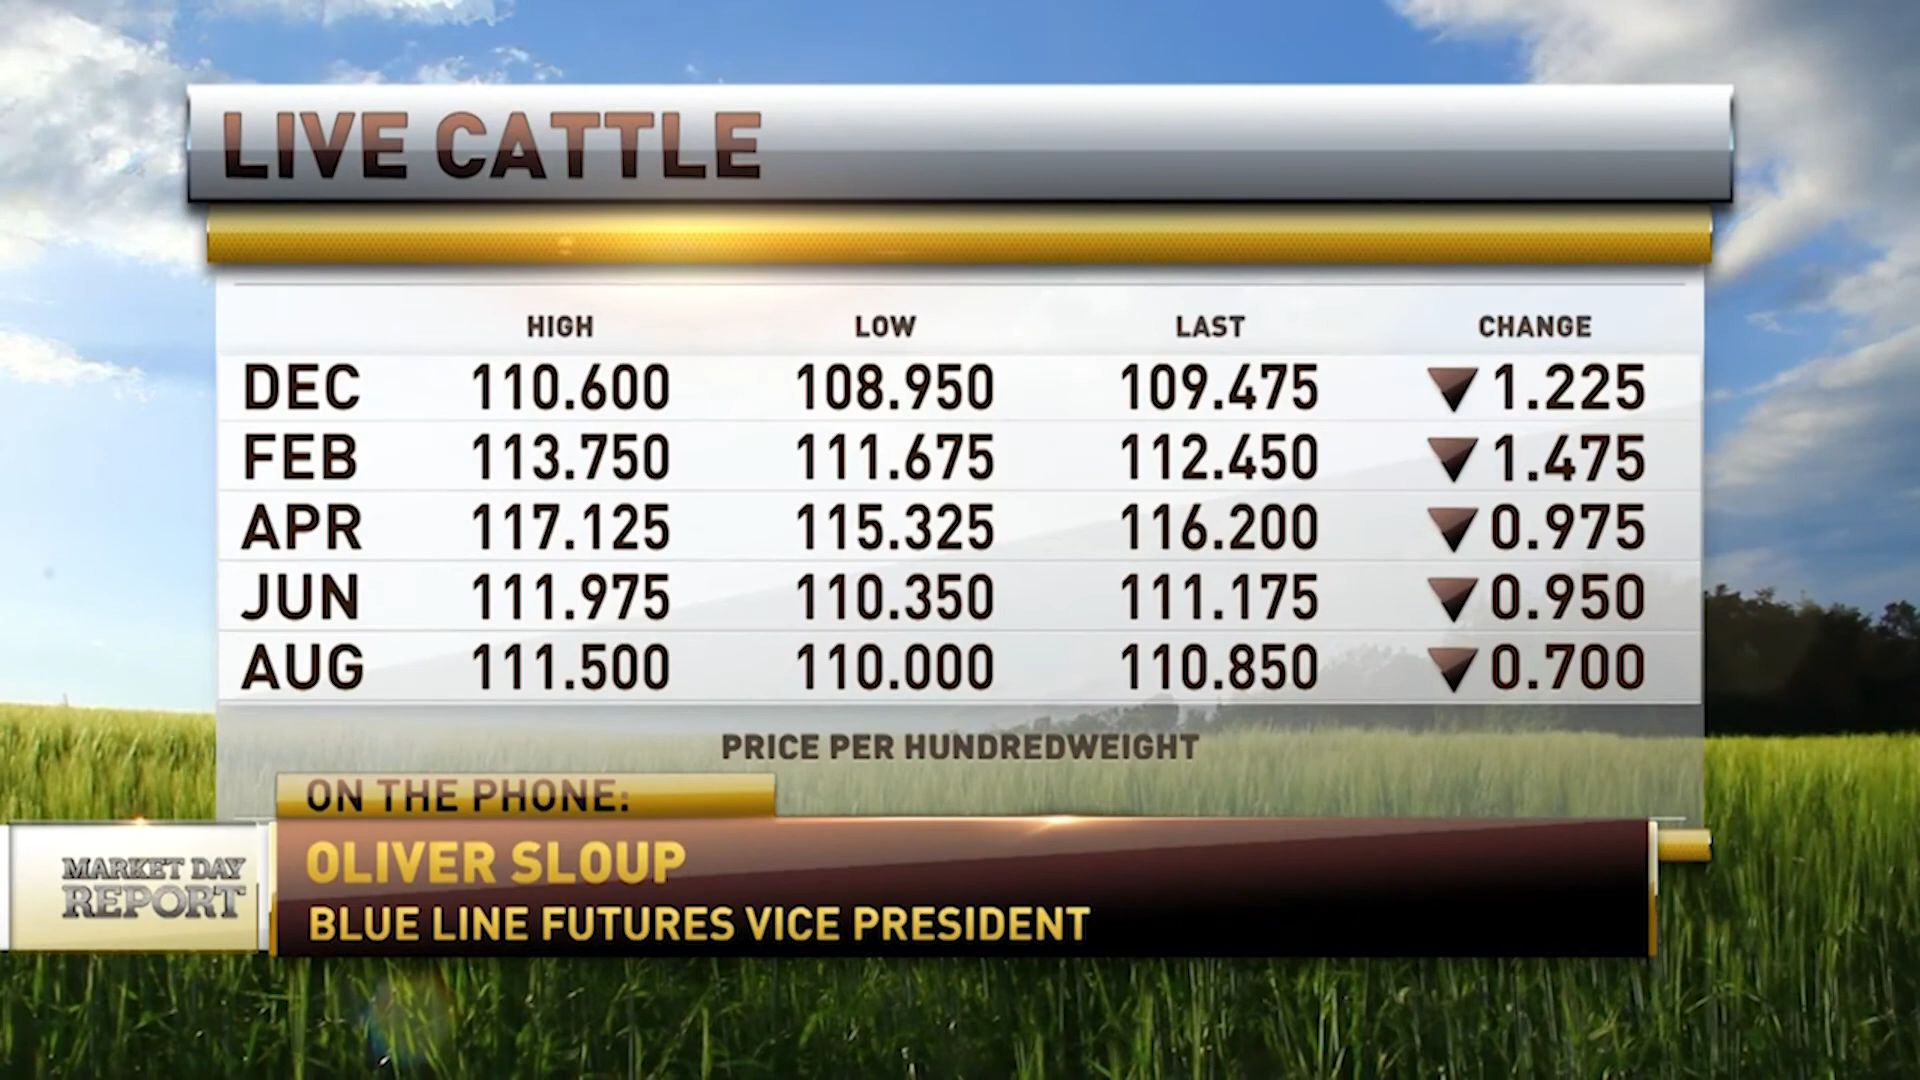 LIVE CATTLE
HIGH LOW LAST CHANGE
DEC 110.600 108.950 109.475 ▼ 1.225
FEB 113.750 111.675 112.450 ▼ 1.475
APR 117.125 115.325 116.200 ▼ 0.975
JUN 111.975 110.350 111.175 ▼ 0.950
AUG 111.500 110.000 110.850 ▼ 0.700
PRICE PER HUNDREDWEIGHT
ON THE PHONE:
OLIVER SLOUP
BLUE LINE FUTURES VICE PRESIDENT
MARKET DAY
REPORT